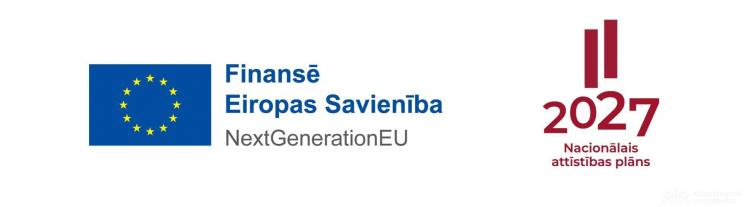 Finansē
Eiropas Savienība
NextGenerationEU
2027
Nacionālais
attīstības plāns